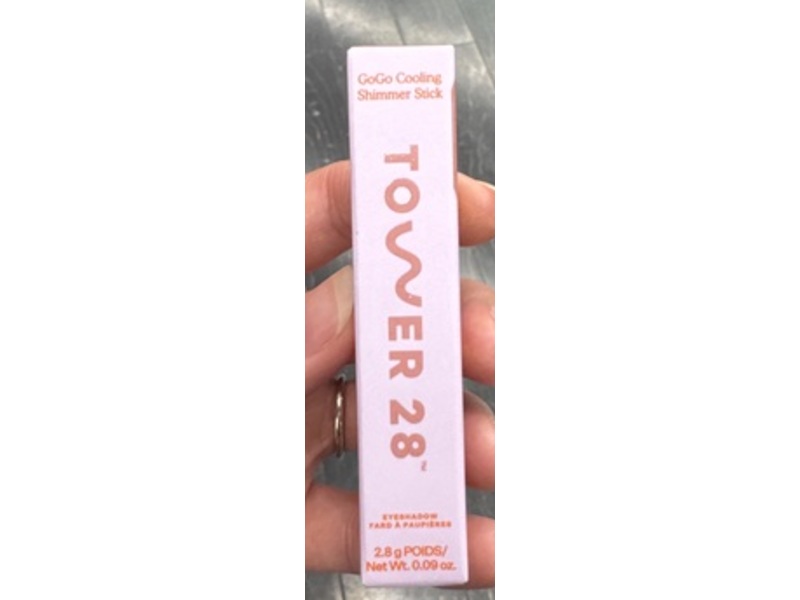 GoGo Cooling
Shimmer Stick
TOWER 28™
EYESHADOW
FARD À PAUPIÈRES
2.8 g POIDS/
Net Wt. 0.09 oz.